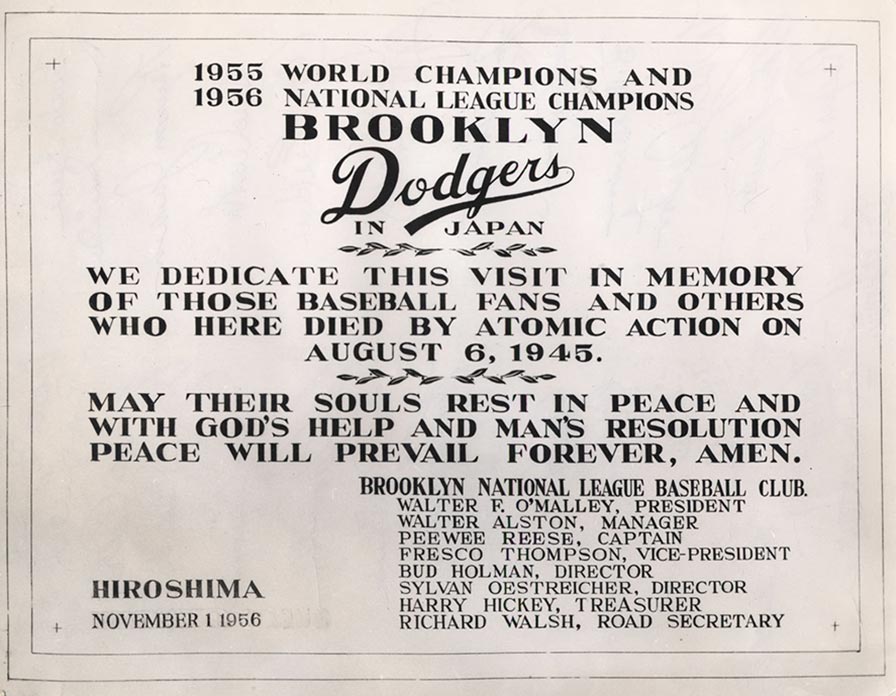 1955 WORLD CHAMPIONS AND
1956 NATIONAL LEAGUE CHAMPIONS
BROOKLYN
Dodgers
IN JAPAN
WE DEDICATE THIS VISIT IN MEMORY
OF THOSE BASEBALL FANS AND OTHERS
WHO HERE DIED BY ATOMIC ACTION ON
AUGUST 6, 1945.
MAY THEIR SOULS REST IN PEACE AND
WITH GOD'S HELP AND MAN'S RESOLUTION
PEACE WILL PREVAIL FOREVER, AMEN.
BROOKLYN NATIONAL LEAGUE BASEBALL CLUB.
WALTER F. O'MALLEY, PRESIDENT
WALTER ALSTON, MANAGER
PEEWEE REESE, CAPTAIN
FRESCO THOMPSON, VICE-PRESIDENT
BUD HOLMAN, DIRECTOR
SYLVAN OESTREICHER, DIRECTOR
HARRY HICKEY, TREASURER
RICHARD WALSH, ROAD SECRETARY
HIROSHIMA
NOVEMBER 1 1956